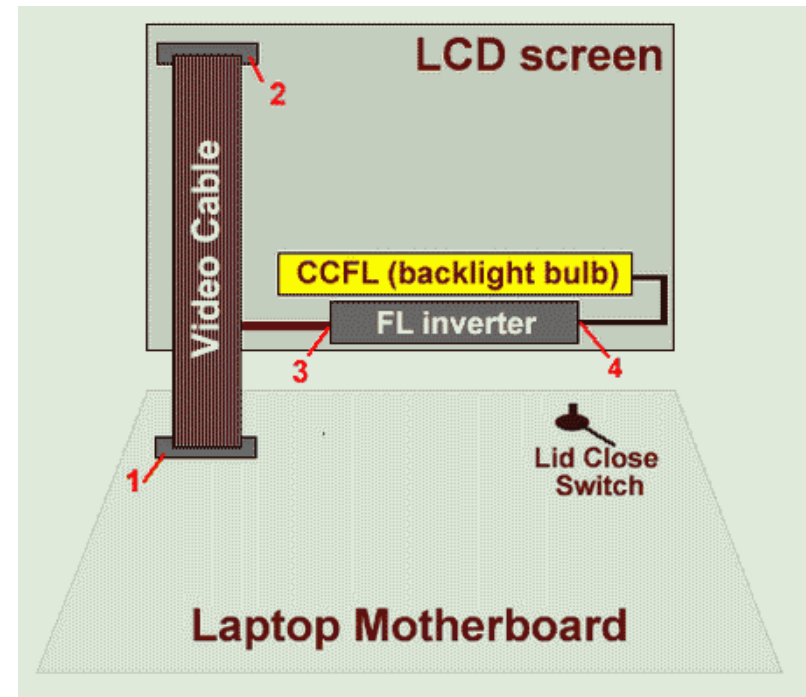 LCD screen
2
Video Cable
CCFL (backlight bulb)
FL inverter
3
4
1
Lid Close
Switch
Laptop Motherboard